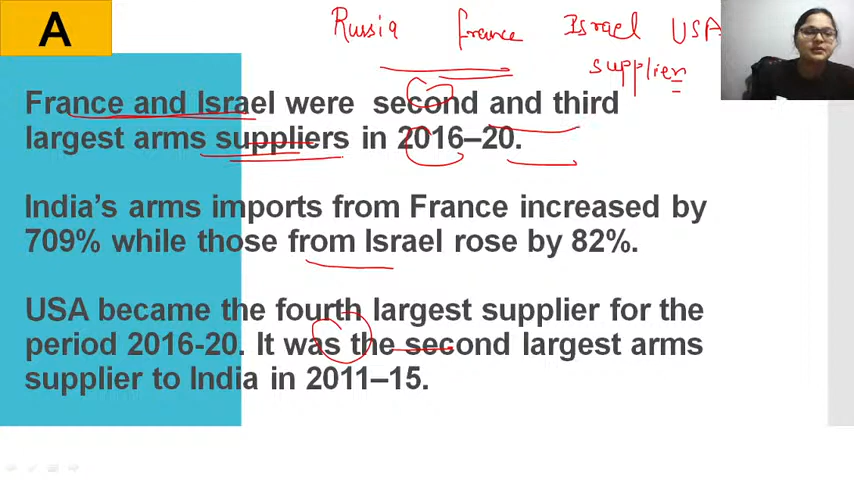 A
Russia France Israel USA
supplier
France and Israel were second and third
largest arms suppliers in 2016–20.
India's arms imports from France increased by
709% while those from Israel rose by 82%.
USA became the fourth largest supplier for the
period 2016-20. It was the second largest arms
supplier to India in 2011–15.